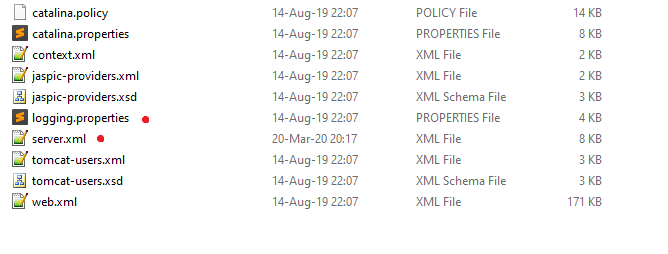 catalina.policy 14-Aug-19 22:07 POLICY File 14 KB
catalina.properties 14-Aug-19 22:07 PROPERTIES File 8 KB
context.xml 14-Aug-19 22:07 XML File 2 KB
jaspic-providers.xml 14-Aug-19 22:07 XML File 2 KB
jaspic-providers.xsd 14-Aug-19 22:07 XML Schema File 3 KB
logging.properties 14-Aug-19 22:07 PROPERTIES File 4 KB
server.xml 20-Mar-20 20:17 XML File 8 KB
tomcat-users.xml 14-Aug-19 22:07 XML File 3 KB
tomcat-users.xsd 14-Aug-19 22:07 XML Schema File 3 KB
web.xml 14-Aug-19 22:07 XML File 171 KB